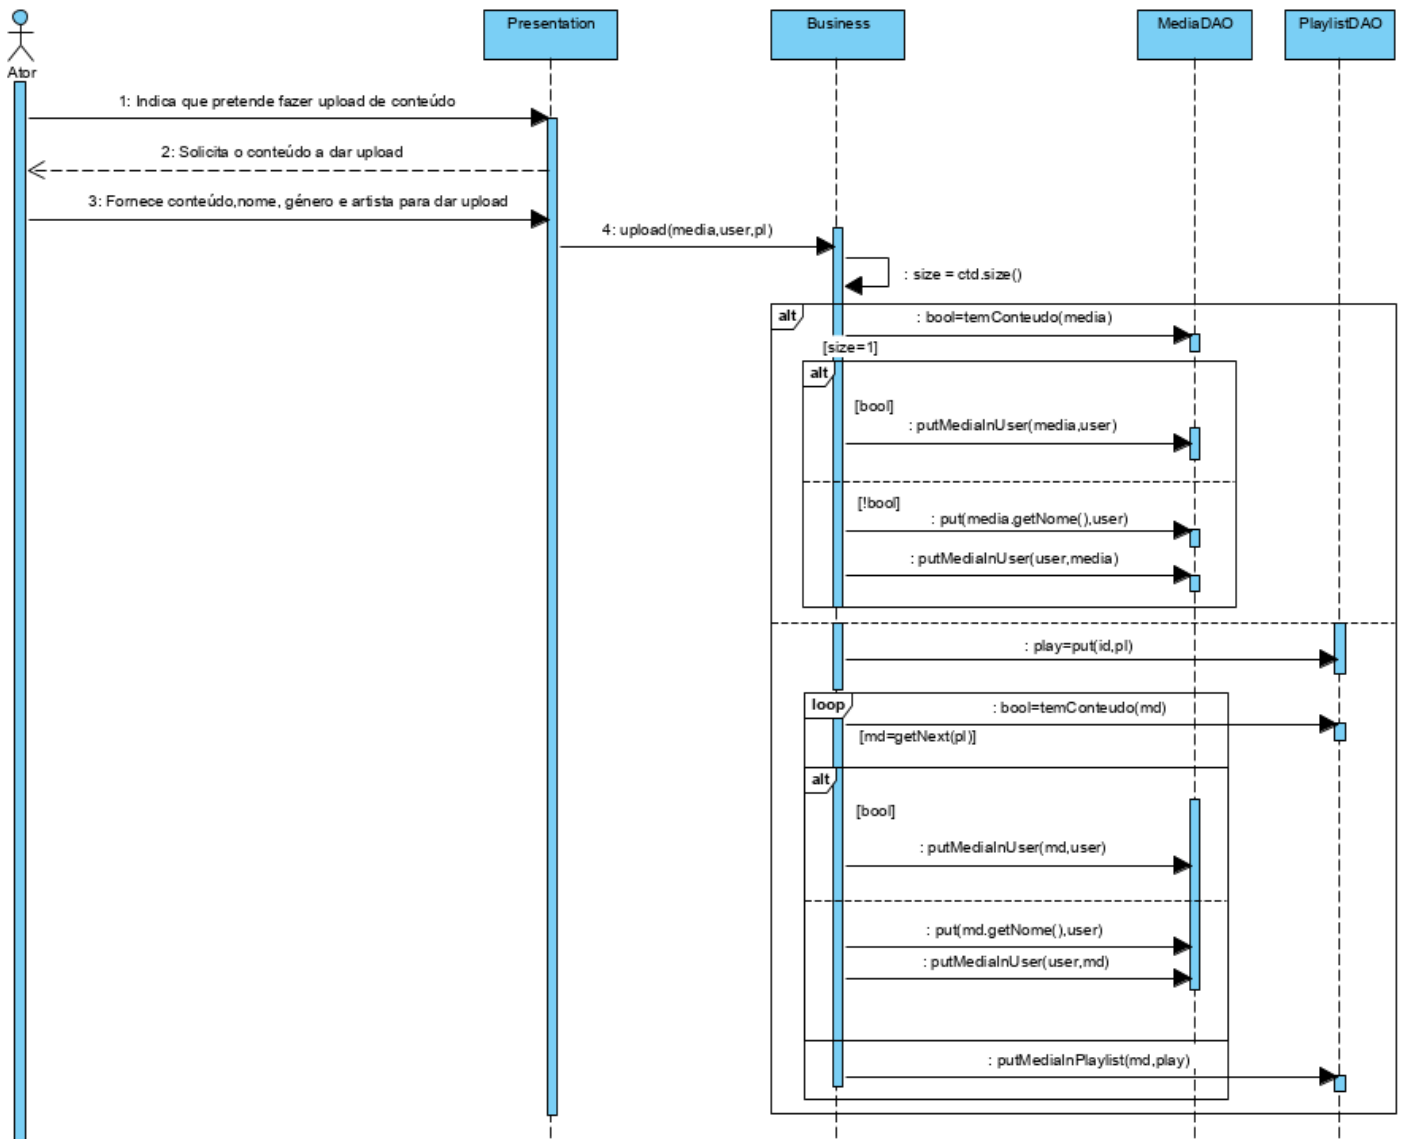 Presentation
Business
MediaDAO
PlaylistDAO
Ator
1: Indica que pretende fazer upload de conteúdo
2: Solicita o conteúdo a dar upload
3: Fornece conteúdo,nome, género e artista para dar upload
4: upload(media,user,pl)
: size = ctd.size()
alt
: bool=temConteudo(media)
[size=1]
alt
[bool]
: putMediaInUser(media,user)
[!bool]
: put(media.getNome(),user)
: putMediaInUser(user,media)
: play=put(id,pl)
loop
: bool=temConteudo(md)
[md=getNext(pl)]
alt
[bool]
: putMediaInUser(md,user)
: put(md.getNome(),user)
: putMediaInUser(user,md)
: putMediaInPlaylist(md,play)